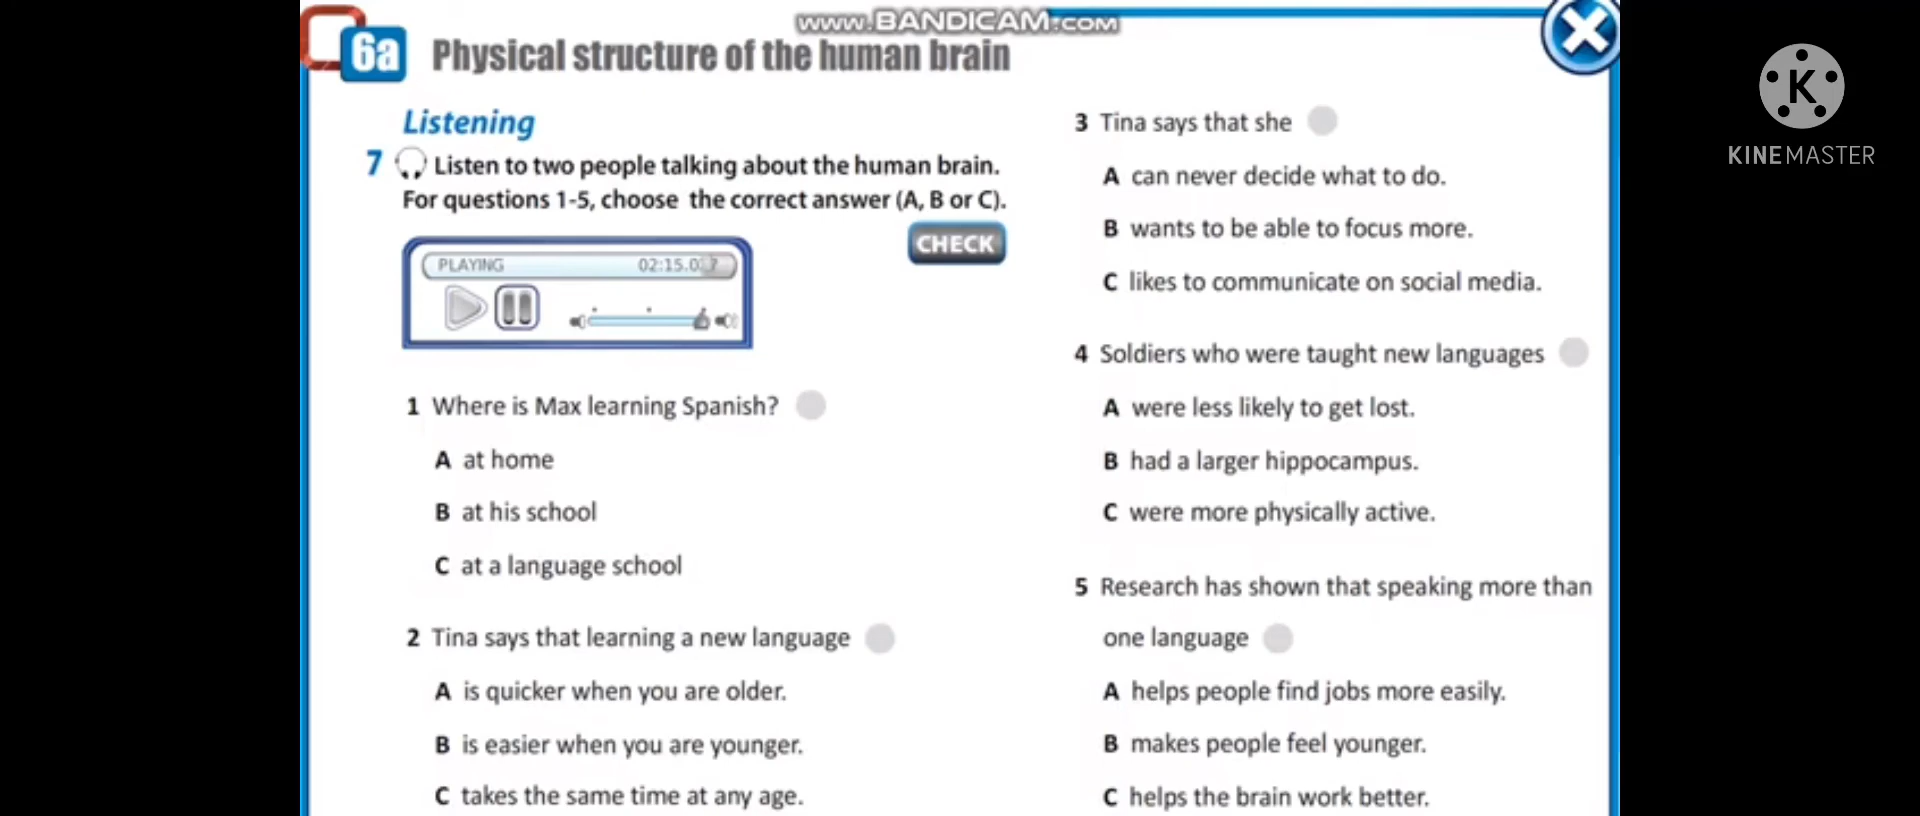 www.BANDICAM.COM
6a Physical structure of the human brain
K
KINEMASTER
Listening
7 Listen to two people talking about the human brain.
For questions 1-5, choose the correct answer (A, B or C).
CHECK
PLAYING
1 Where is Max learning Spanish?
A at home
B at his school
C at a language school
2 Tina says that learning a new language
A is quicker when you are older.
B is easier when you are younger.
C takes the same time at any age.
3 Tina says that she
A can never decide what to do.
B wants to be able to focus more.
C likes to communicate on social media.
4 Soldiers who were taught new languages
A were less likely to get lost.
B had a larger hippocampus.
C were more physically active.
5 Research has shown that speaking more than
one language
A helps people find jobs more easily.
B makes people feel younger.
C helps the brain work better.